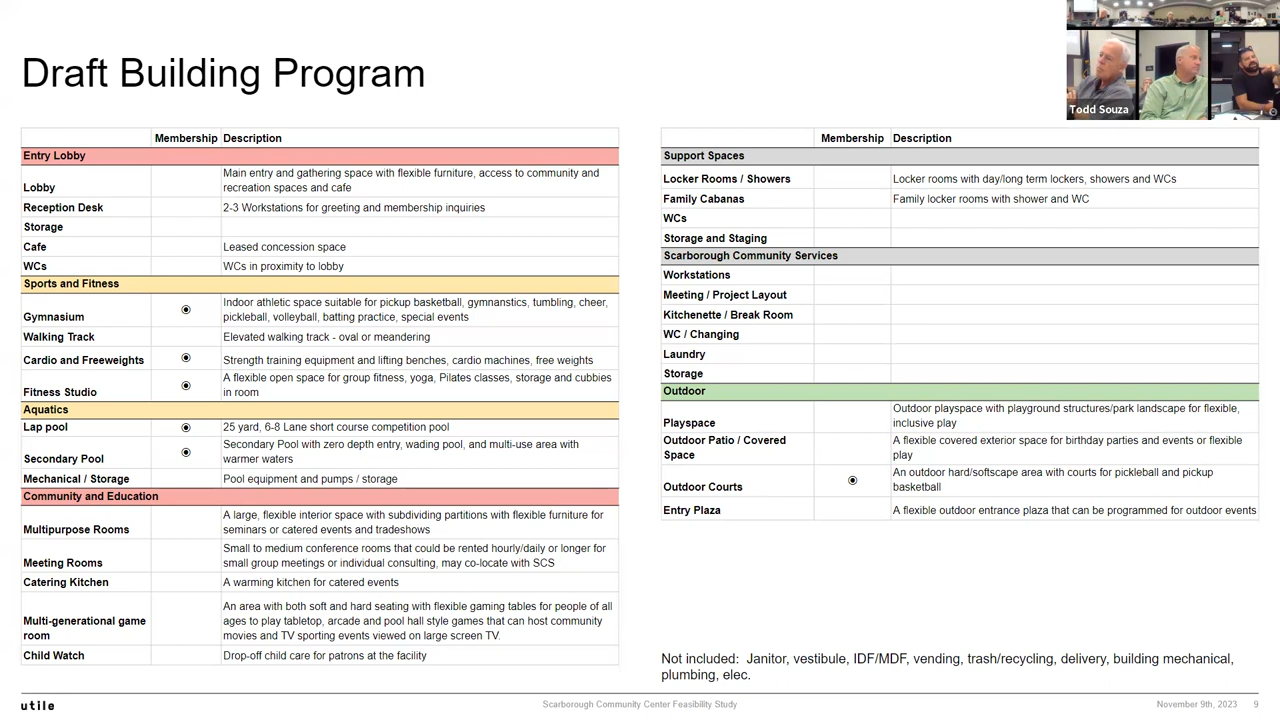 Draft Building Program
Todd Souza
Membership Description
Entry Lobby
Lobby
Main entry and gathering space with flexible furniture, access to community and
recreation spaces and cafe
Reception Desk 2-3 Workstations for greeting and membership inquiries
Storage
Cafe Leased concession space
WCs WCs in proximity to lobby
Sports and Fitness
Gymnasium
Indoor athletic space suitable for pickup basketball, gymnanstics, tumbling, cheer,
pickleball, volleyball, batting practice, special events
Walking Track Elevated walking track - oval or meandering
Cardio and Freeweights Strength training equipment and lifting benches, cardio machines, free weights
Fitness Studio
A flexible open space for group fitness, yoga, Pilates classes, storage and cubbies
in room
Aquatics
Lap pool 25 yard, 6-8 Lane short course competition pool
Secondary Pool
Secondary Pool with zero depth entry, wading pool, and multi-use area with
warmer waters
Mechanical / Storage Pool equipment and pumps / storage
Community and Education
Multipurpose Rooms
A large, flexible interior space with subdividing partitions with flexible furniture for
seminars or catered events and tradeshows
Meeting Rooms
Small to medium conference rooms that could be rented hourly/daily or longer for
small group meetings or individual consulting, may co-locate with SCS
Catering Kitchen A warming kitchen for catered events
Multi-generational game
room
An area with both soft and hard seating with flexible gaming tables for people of all
ages to play tabletop, arcade and pool hall style games that can host community
movies and TV sporting events viewed on large screen TV.
Child Watch Drop-off child care for patrons at the facility
Membership Description
Support Spaces
Locker Rooms / Showers Locker rooms with day/long term lockers, showers and WCs
Family Cabanas Family locker rooms with shower and WC
WCs
Storage and Staging
Scarborough Community Services
Workstations
Meeting / Project Layout
Kitchenette / Break Room
WC / Changing
Laundry
Storage
Outdoor
Playspace
Outdoor playspace with playground structures/park landscape for flexible,
inclusive play
Outdoor Patio / Covered
Space
A flexible covered exterior space for birthday parties and events or flexible
play
Outdoor Courts
An outdoor hard/softscape area with courts for pickleball and pickup
basketball
Entry Plaza A flexible outdoor entrance plaza that can be programmed for outdoor events
Not included: Janitor, vestibule, IDF/MDF, vending, trash/recycling, delivery, building mechanical,
plumbing, elec.
utile Scarborough Community Center Feasibility Study November 9th, 2023 9